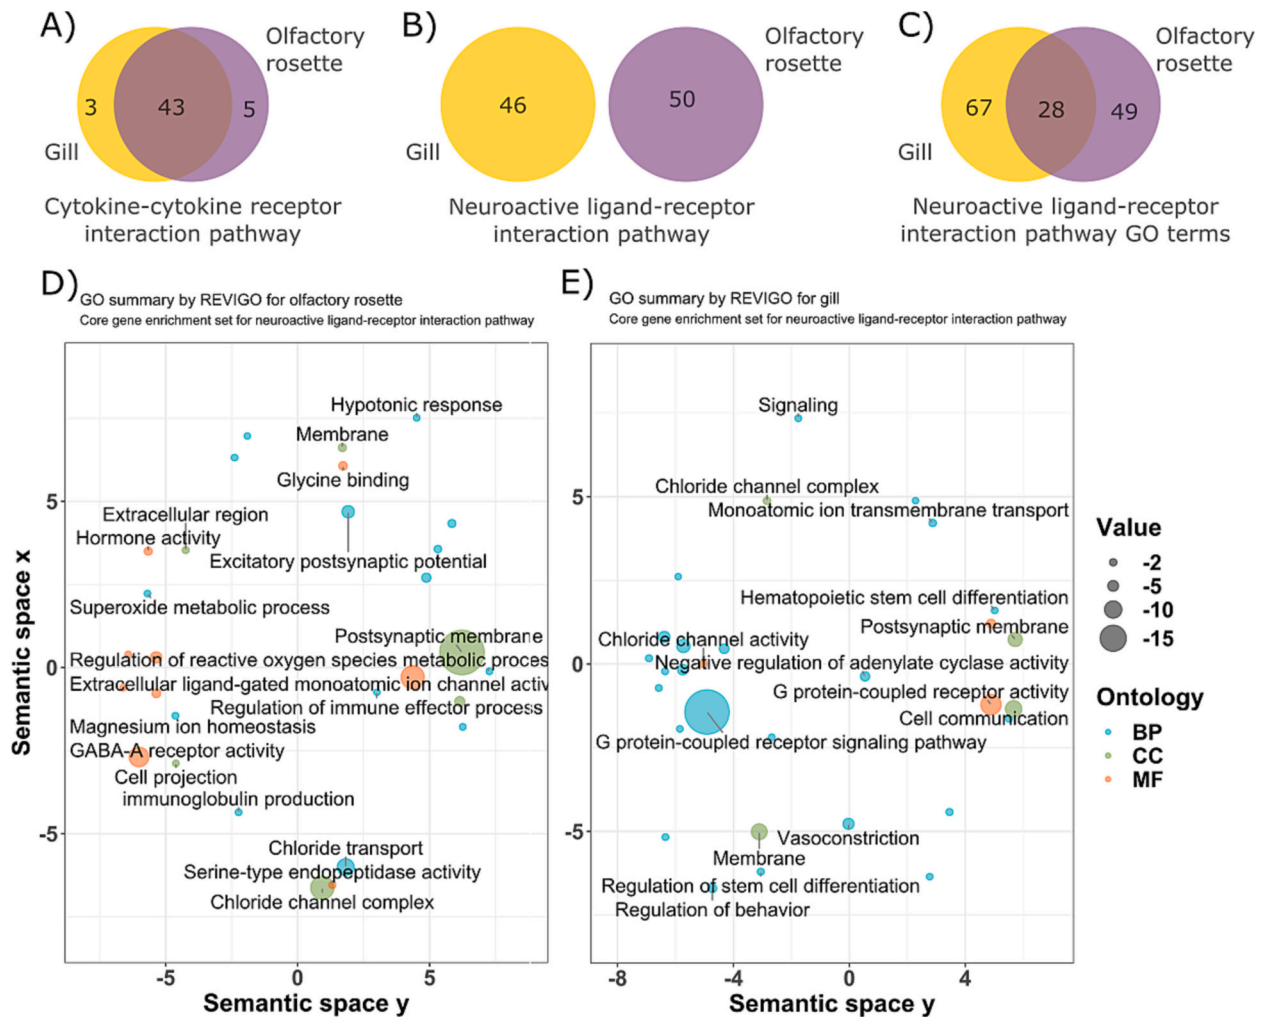 A)
Olfactory
rosette
3
43
5
Gill
Cytokine-cytokine receptor
interaction pathway
B)
Olfactory
rosette
46
50
Gill
Neuroactive ligand-receptor
interaction pathway
C)
Olfactory
rosette
67
28
49
Gill
Neuroactive ligand-receptor
interaction pathway GO terms
D)
GO summary by REVIGO for olfactory rosette
Core gene enrichment set for neuroactive ligand-receptor interaction pathway
Hypotonic response
Membrane
Glycine binding
Extracellular region
Hormone activity
Excitatory postsynaptic potential
Superoxide metabolic process
Postsynaptic membrane
Regulation of reactive oxygen species metabolic proces
Extracellular ligand-gated monoatomic ion channel activ
Regulation of immune effector process
Magnesium ion homeostasis
GABA-A receptor activity
Cell projection
immunoglobulin production
Chloride transport
Serine-type endopeptidase activity
Chloride channel complex
5
0
-5
Semantic space x
-5
0
5
Semantic space y
E)
GO summary by REVIGO for gill
Core gene enrichment set for neuroactive ligand-receptor interaction pathway
Signaling
Chloride channel complex
Monoatomic ion transmembrane transport
Hematopoietic stem cell differentiation
Postsynaptic membrane
Chloride channel activity
Negative regulation of adenylate cyclase activity
G protein-coupled receptor activity
Cell communication
G protein-coupled receptor signaling pathway
Vasoconstriction
Membrane
Regulation of stem cell differentiation
Regulation of behavior
5
0
-5
-8
-4
0
4
Semantic space y
Value
-2
-5
-10
-15
Ontology
BP
CC
MF